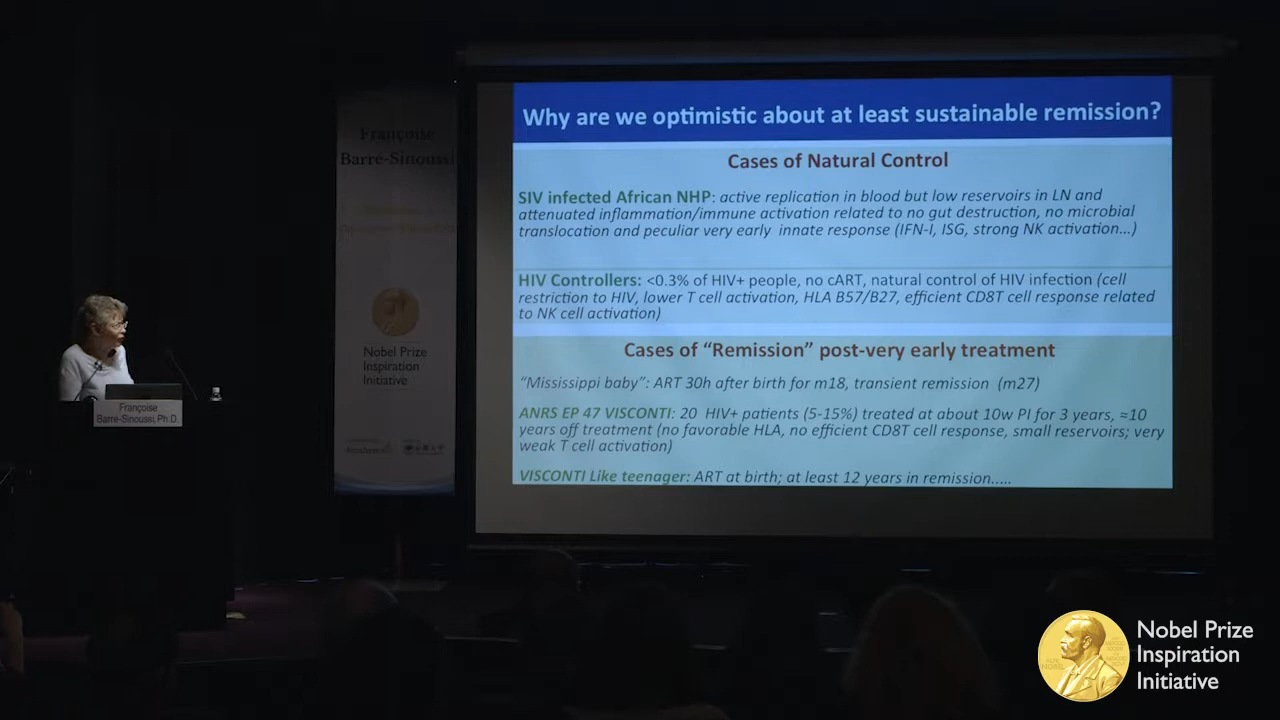 Why are we optimistic about at least sustainable remission?
Cases of Natural Control
SIV infected African NHP: active replication in blood but low reservoirs in LN and
attenuated inflammation/immune activation related to no gut destruction, no microbial
translocation and peculiar very early innate response (IFN-I, ISG, strong NK activation…)
HIV Controllers: <0.3% of HIV+ people, no cART, natural control of HIV infection (cell
restriction to HIV, lower T cell activation, HLA B57/B27, efficient CD8T cell response related
to NK cell activation)
Cases of “Remission” post-very early treatment
“Mississippi baby”: ART 30h after birth for m18, transient remission (m27)
ANRS EP 47 VISCONTI: 20 HIV+ patients (5-15%) treated at about 10w PI for 3 years, ≈10
years off treatment (no favorable HLA, no efficient CD8T cell response, small reservoirs; very
weak T cell activation)
VISCONTI Like teenager: ART at birth; at least 12 years in remission.....
Françoise
Barré-Sinoussi
Nobel Prize
Inspiration
Initiative
Françoise
Barré-Sinoussi, Ph.D.
Nobel Prize
Inspiration
Initiative